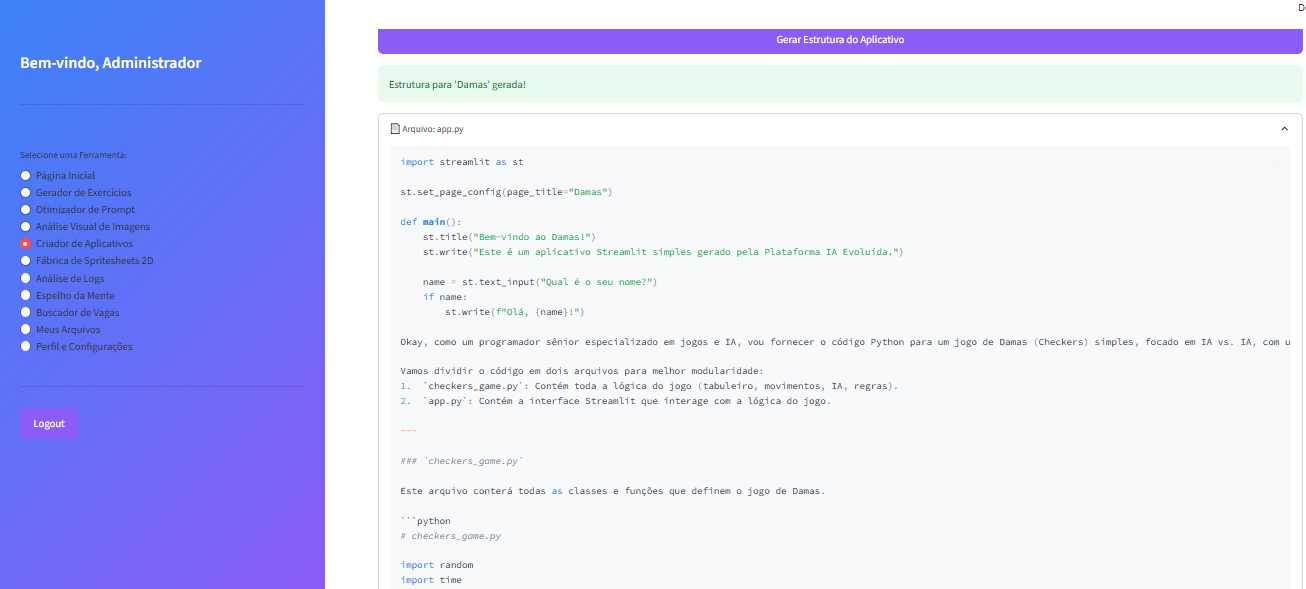 Bem-vindo, Administrador
Selecione uma Ferramenta:
Página Inicial
Gerador de Exercícios
Otimizador de Prompt
Análise Visual de Imagens
Criador de Aplicativos
Fábrica de Spritesheets 2D
Análise de Logs
Espelho da Mente
Buscador de Vagas
Meus Arquivos
Perfil e Configurações
Logout
Gerar Estrutura do Aplicativo
Estrutura para 'Damas' gerada!
Arquivo: app.py
import streamlit as st
st.set_page_config(page_title="Damas")
def main():
    st.title("Bem-vindo ao Damas!")
    st.write("Este é um aplicativo Streamlit simples gerado pela Plataforma IA Evoluída.")
    name = st.text_input("Qual é o seu nome?")
    if name:
        st.write(f"Olá, {name}!")
Okay, como um programador sênior especializado em jogos e IA, vou fornecer o código Python para um jogo de Damas (Checkers) simples, focado em IA vs. IA, com u
Vamos dividir o código em dois arquivos para melhor modularidade:
1.  `checkers_game.py`: Contém toda a lógica do jogo (tabuleiro, movimentos, IA, regras).
2.  `app.py`: Contém a interface Streamlit que interage com a lógica do jogo.
---
### `checkers_game.py`
Este arquivo conterá todas as classes e funções que definem o jogo de Damas.
```python
# checkers_game.py
import random
import time